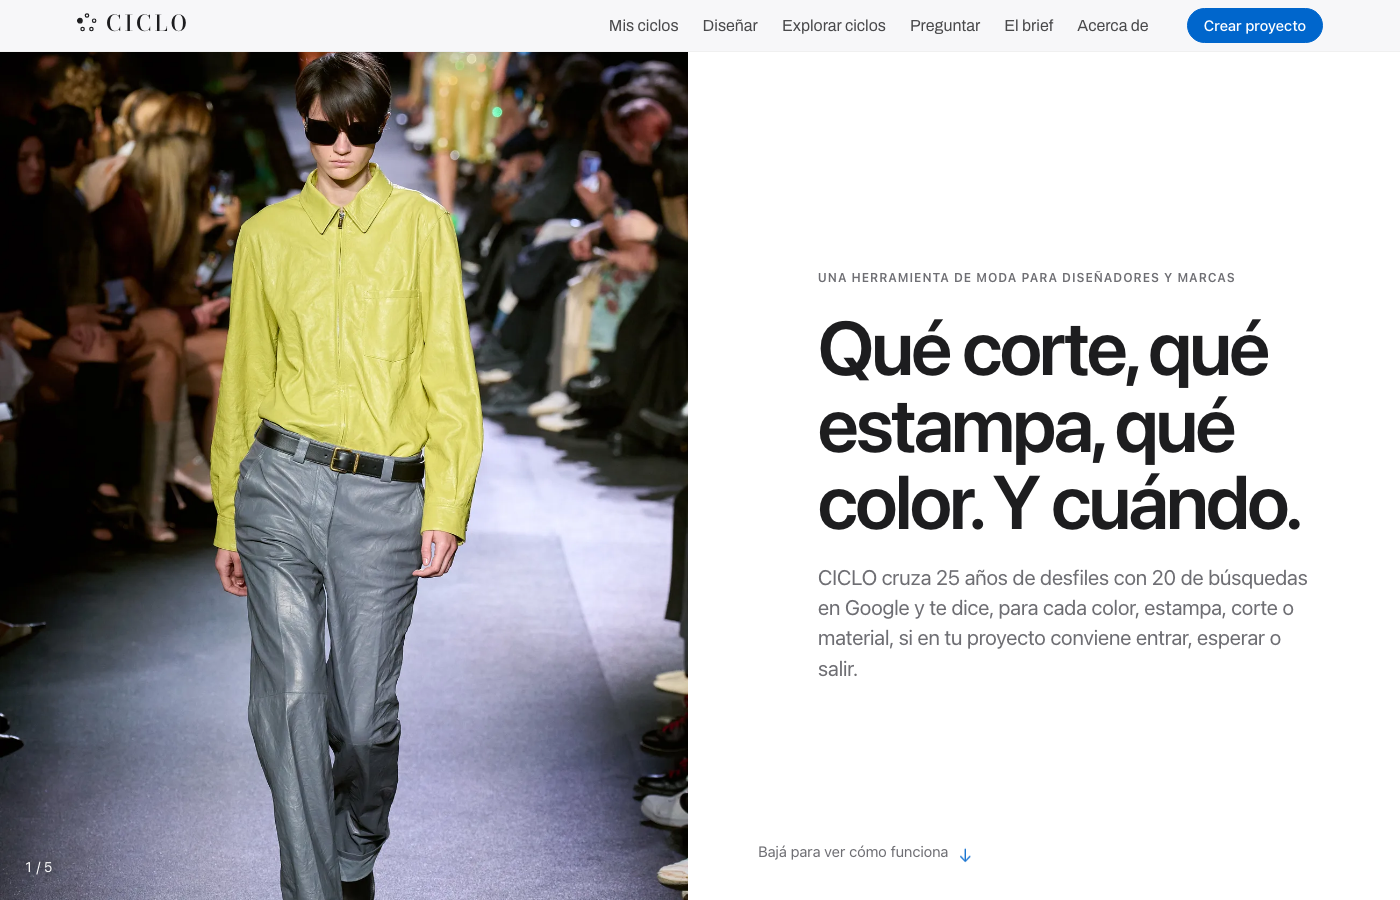 CICLO
Mis ciclos
Diseñar
Explorar ciclos
Preguntar
El brief
Acerca de
Crear proyecto
UNA HERRAMIENTA DE MODA PARA DISEÑADORES Y MARCAS
Qué corte, qué
estampa, qué
color. Y cuándo.
CICLO cruza 25 años de desfiles con 20 de búsquedas
en Google y te dice, para cada color, estampa, corte o
material, si en tu proyecto conviene entrar, esperar o
salir.
Bajá para ver cómo funciona
1 / 5